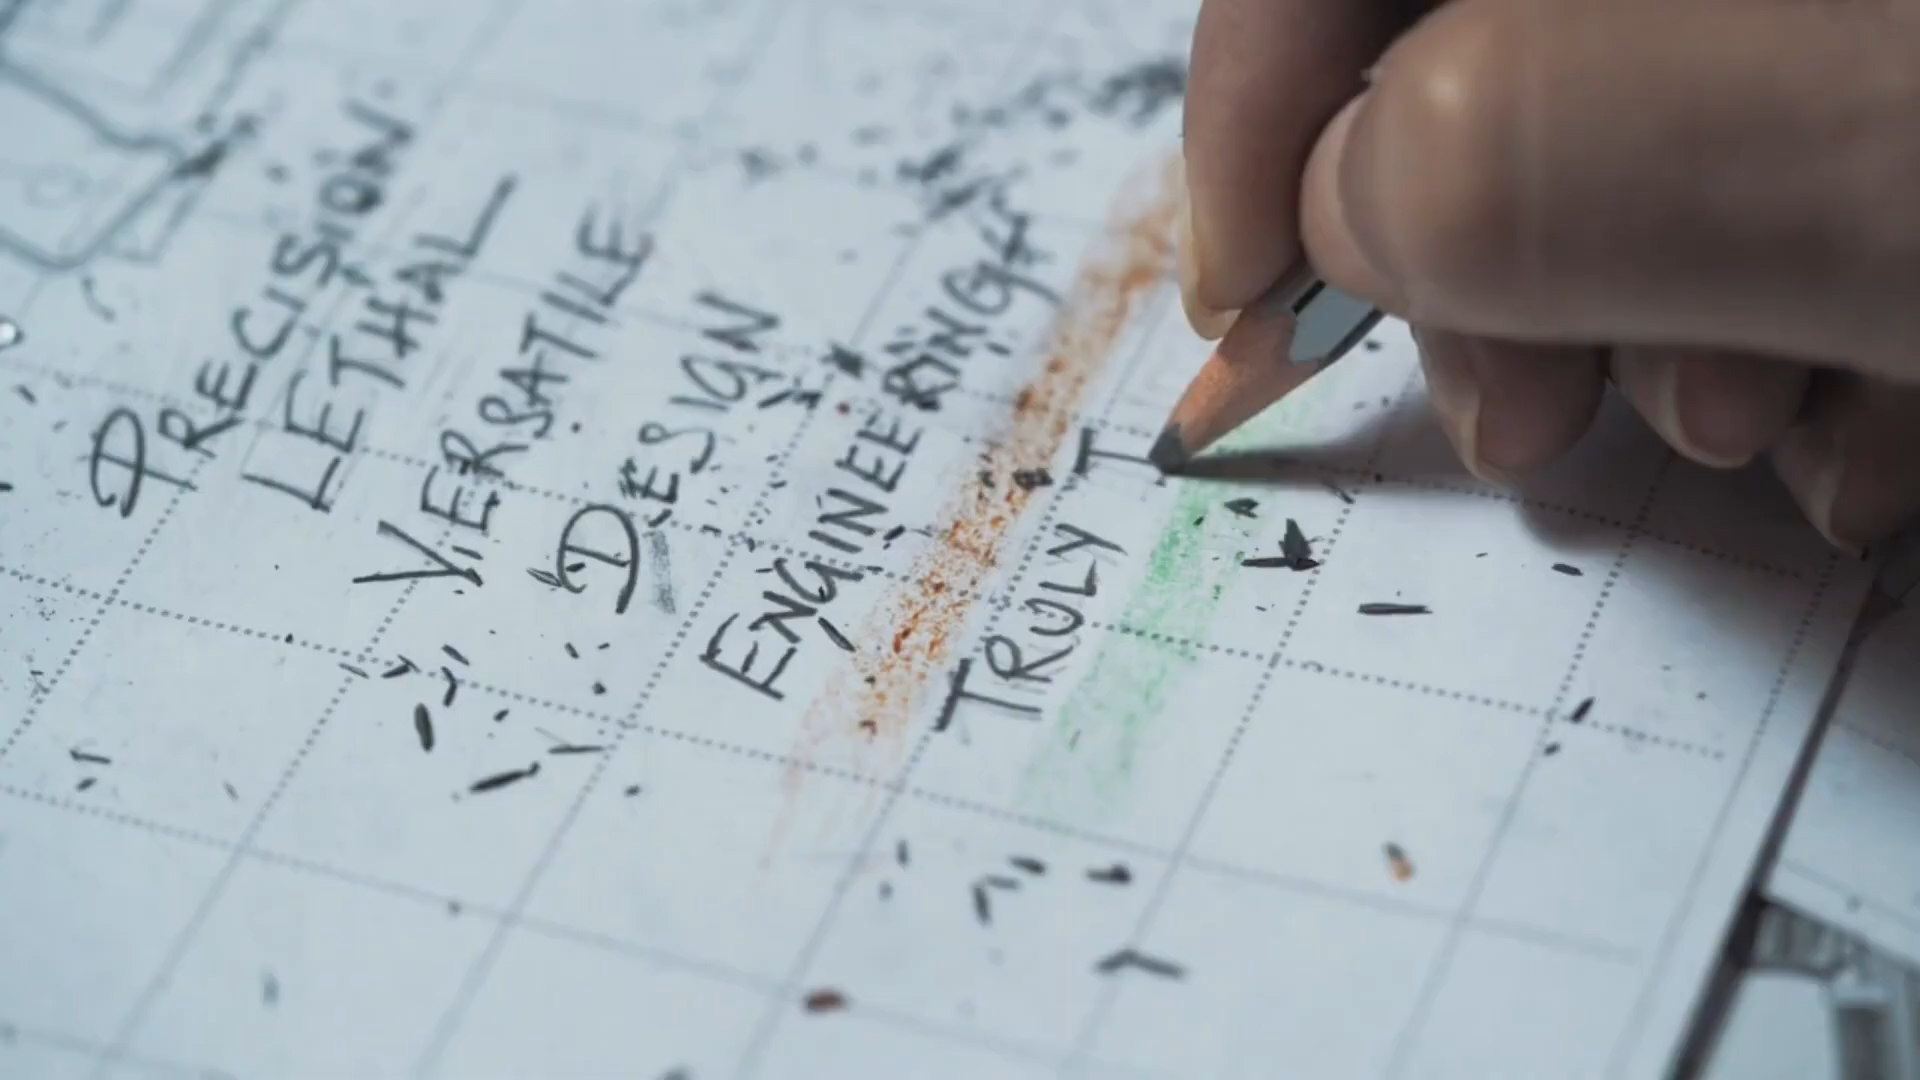 PRECISION
LETHAL
VERSATILE
DESIGN
ENGINEERING
TRULY T